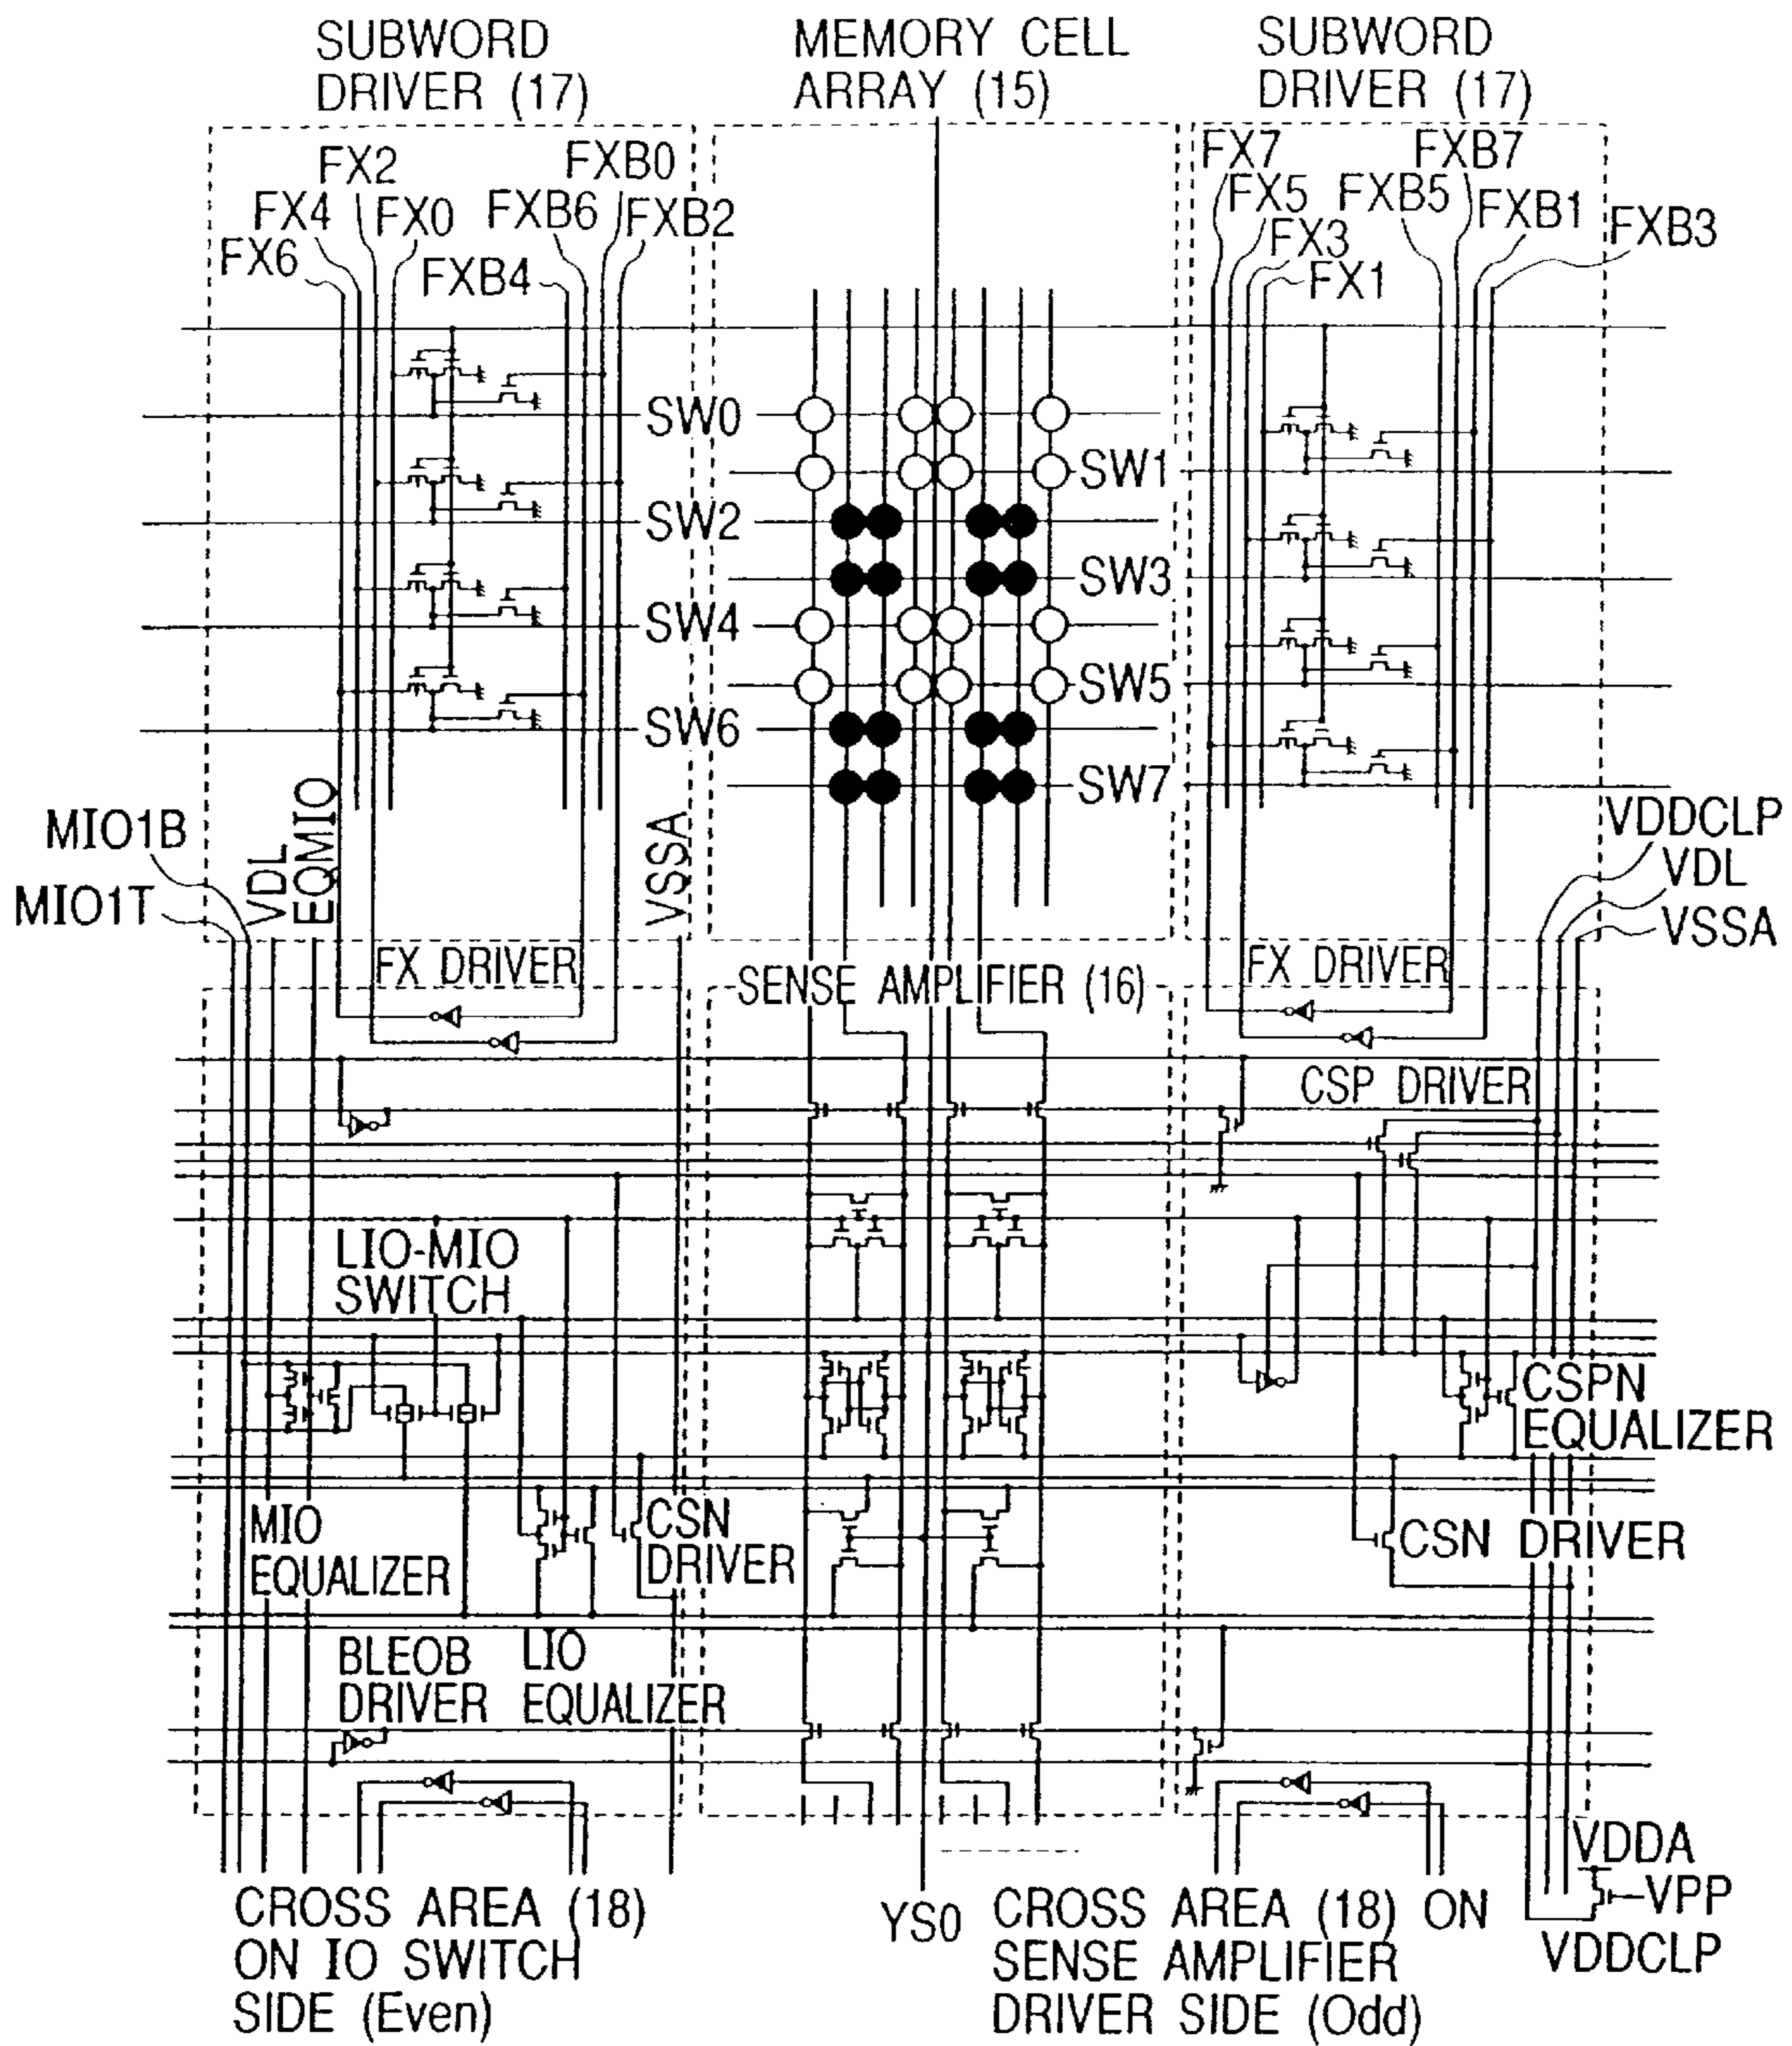 SUBWORD
DRIVER (17)
MEMORY CELL
ARRAY (15)
SUBWORD
DRIVER (17)
FX2
FXB0
FX4
FX0
FXB6
FXB2
FX6
FXB4
FX7
FXB7
FX5
FXB5
FXB1
FX3
FXB3
FX1
SW0
SW1
SW2
SW3
SW4
SW5
SW6
SW7
MIO1B
MIO1T
VDL
EQMIO
VSSA
VDDCLP
VDL
VSSA
FX DRIVER
SENSE AMPLIFIER (16)
FX DRIVER
CSP DRIVER
LIO-MIO
SWITCH
CSPN
EQUALIZER
MIO
EQUALIZER
CSN
DRIVER
CSN DRIVER
BLEOB
DRIVER
LIO
EQUALIZER
VDDA
VPP
VDDCLP
CROSS AREA (18)
ON IO SWITCH
SIDE (Even)
YS0
CROSS AREA (18) ON
SENSE AMPLIFIER
DRIVER SIDE (Odd)